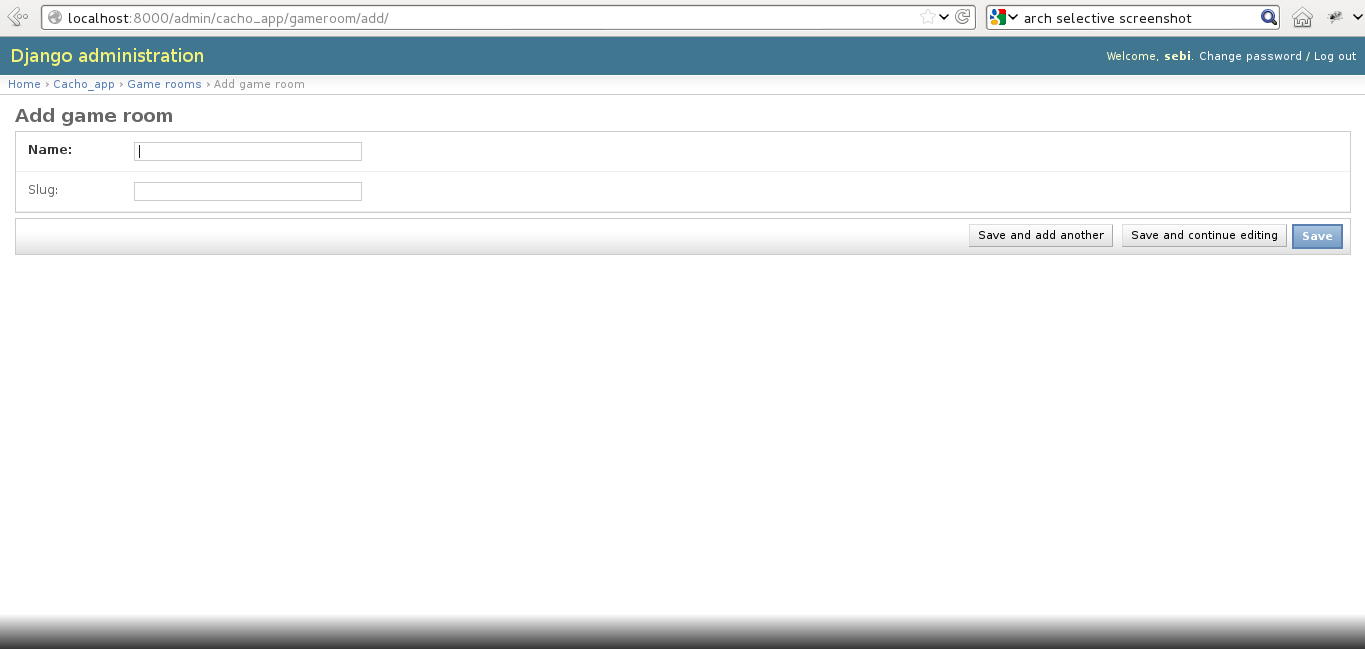 localhost:8000/admin/cacho_app/gameroom/add/ arch selective screenshot
Django administration Welcome, sebi. Change password / Log out
Home › Cacho_app › Game rooms › Add game room
Add game room
Name:
Slug:
Save and add another Save and continue editing Save